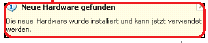 Neue Hardware gefunden
Die neue Hardware wurde installiert und kann jetzt verwendet
werden.